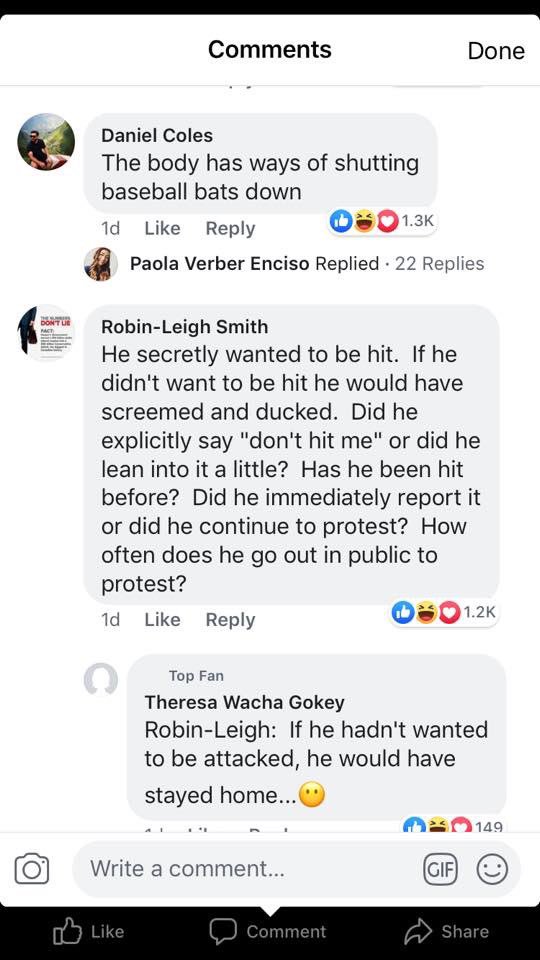 Comments
Done
Daniel Coles
The body has ways of shutting
baseball bats down
1d Like Reply
1.3K
Paola Verber Enciso Replied · 22 Replies
THE NUMBERS
DON'T LIE
FACT:
Robin-Leigh Smith
He secretly wanted to be hit.  If he
didn't want to be hit he would have
screemed and ducked.  Did he
explicitly say "don't hit me" or did he
lean into it a little?  Has he been hit
before?  Did he immediately report it
or did he continue to protest?  How
often does he go out in public to
protest?
1d Like Reply
1.2K
Top Fan
Theresa Wacha Gokey
Robin-Leigh:  If he hadn't wanted
to be attacked, he would have
stayed home...😶
149
Write a comment...
GIF
Like Comment Share